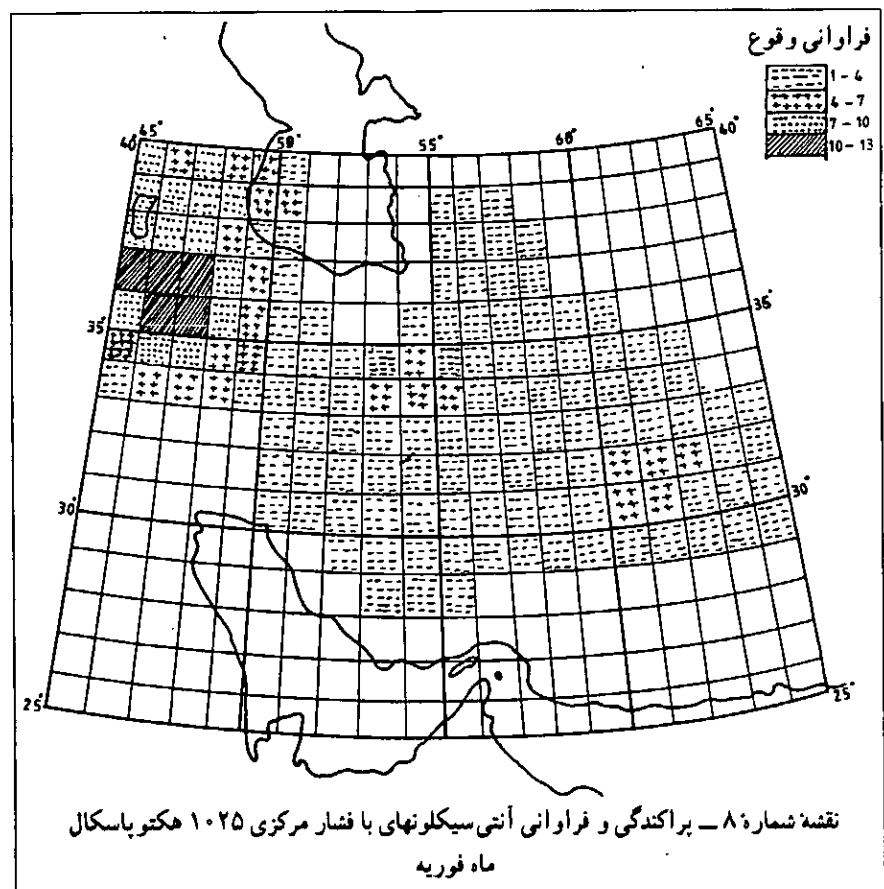 فراوانی وقوع
1-4
4-7
7-10
10-13
40° 45° 50° 55° 60° 65° 40°
35° 35°
30° 30°
25° 25°
نقشه شمارهٔ ۸ ــ پراکندگی و فراوانی آنتی‌سیکلونهای با فشار مرکزی ۱۰۲۵ هکتوپاسکال
ماه فوریه